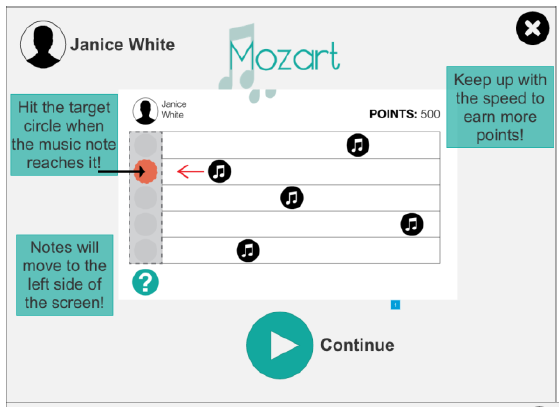 Janice White
Mozart
Keep up with
the speed to
earn more
points!
Hit the target
circle when
the music note
reaches it!
Janice
White
POINTS: 500
Notes will
move to the
left side of
the screen!
?
Continue